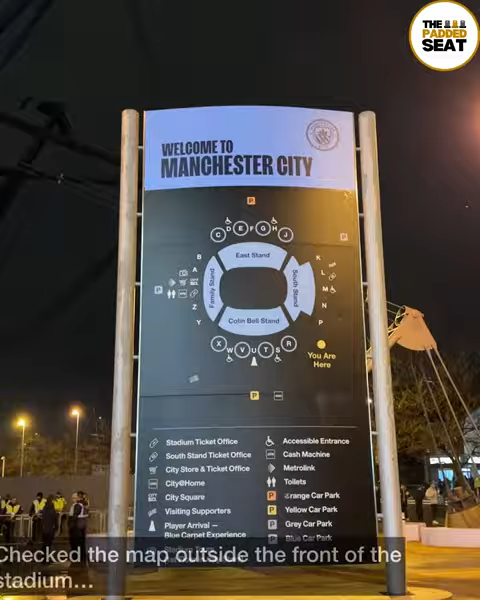 THE
PADDED
SEAT
WELCOME TO
MANCHESTER CITY
P
C D E F G H J
P
East Stand
B
A
Family Stand
P
Z
Y
K
L
M
N
P
South Stand
Colin Bell Stand
X W V U T S R
You Are
Here
P
Stadium Ticket Office
South Stand Ticket Office
City Store & Ticket Office
City@Home
City Square
Visiting Supporters
Player Arrival —
Blue Carpet Experience
Accessible Entrance
Cash Machine
Metrolink
Toilets
P Orange Car Park
P Yellow Car Park
P Grey Car Park
P Blue Car Park
Checked the map outside the front of the
stadium...